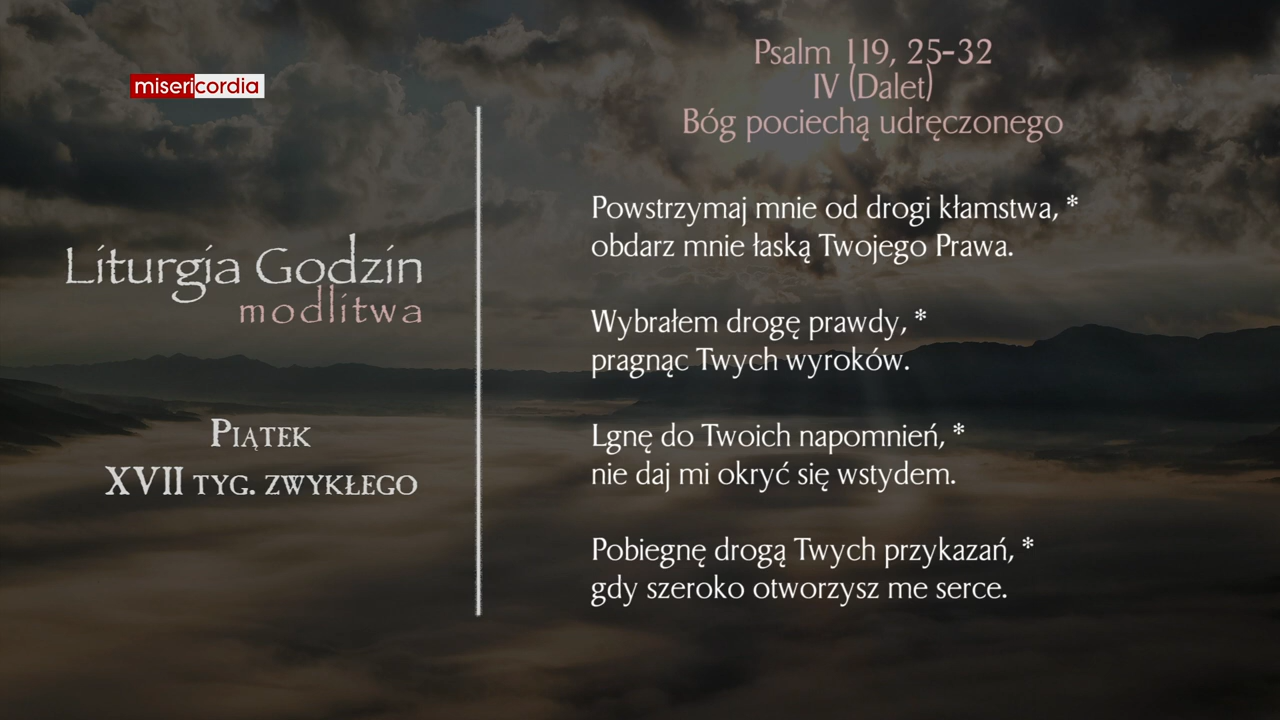 misericordia
Liturgia Godzin
modlitwa
Piątek
XVII tyg. zwykłego
Psalm 119, 25-32
IV (Dalet)
Bóg pociechą udręczonego
Powstrzymaj mnie od drogi kłamstwa, *
obdarz mnie łaską Twojego Prawa.
Wybrałem drogę prawdy, *
pragnąc Twych wyroków.
Lgnę do Twoich napomnień, *
nie daj mi okryć się wstydem.
Pobiegnę drogą Twych przykazań, *
gdy szeroko otworzysz me serce.